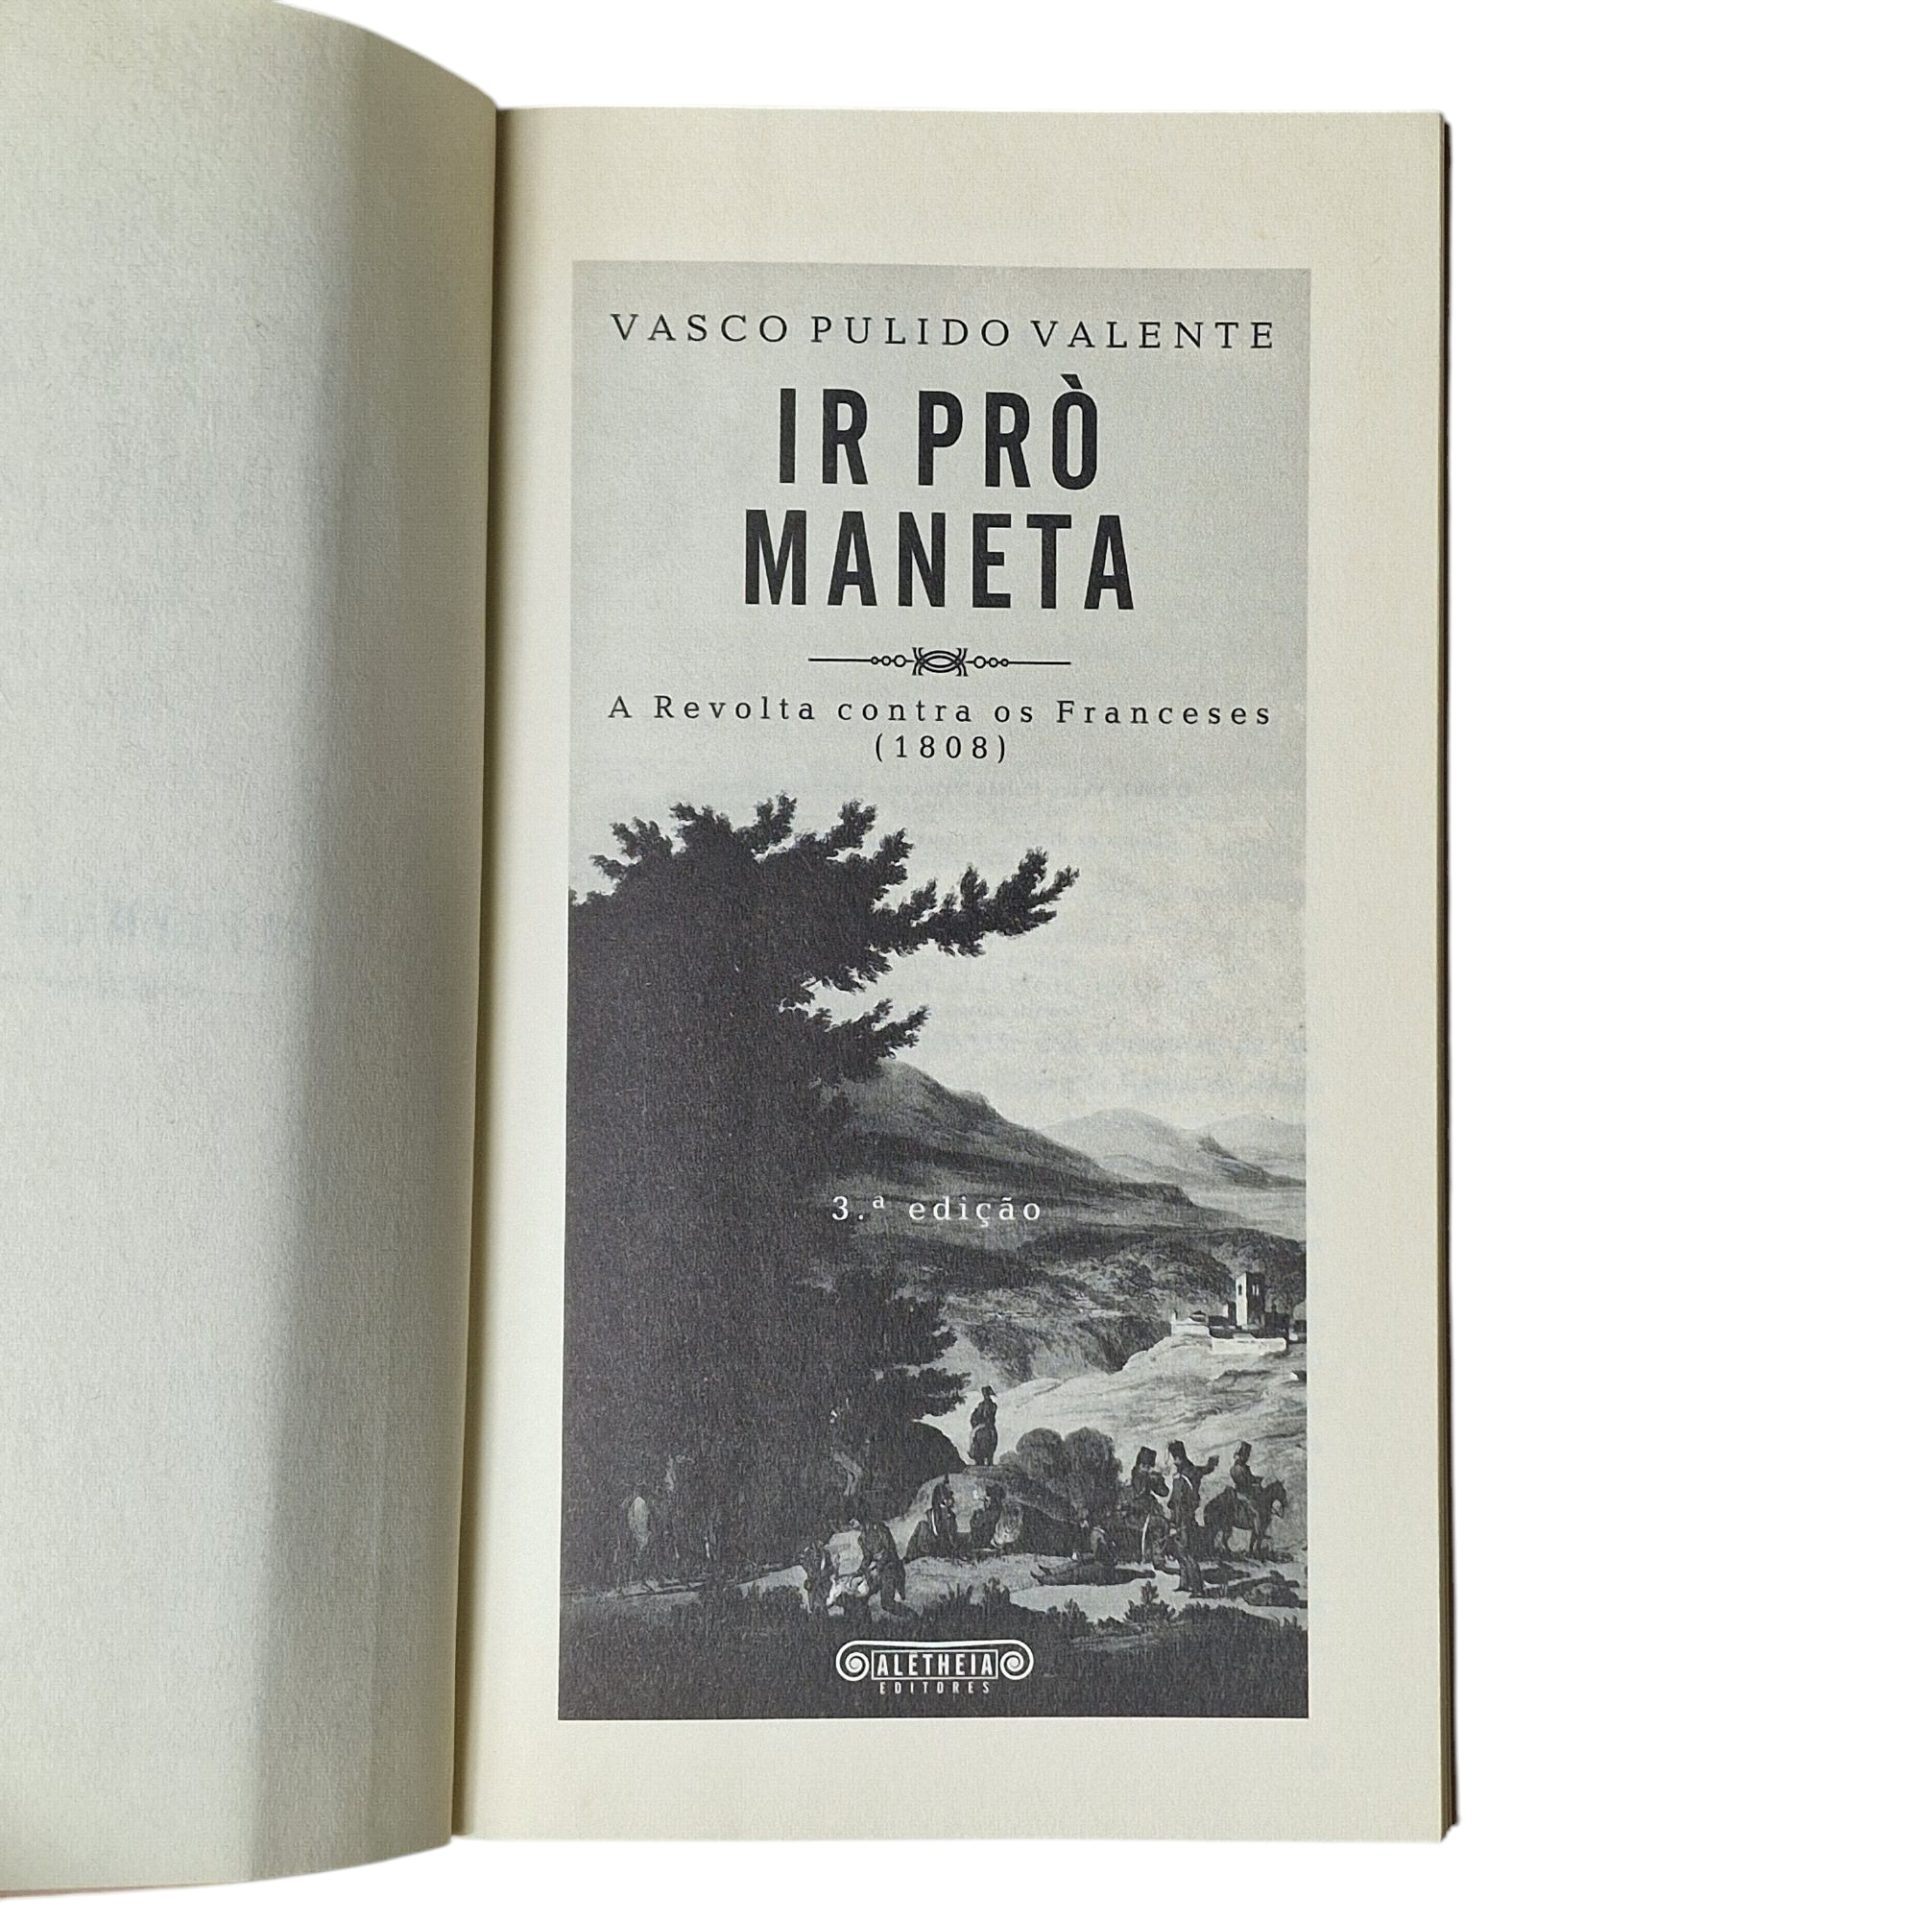 VASCO PULIDO VALENTE
IR PRÒ
MANETA
A Revolta contra os Franceses
(1808)
3.ª edição
ALETHEIA
EDITORES